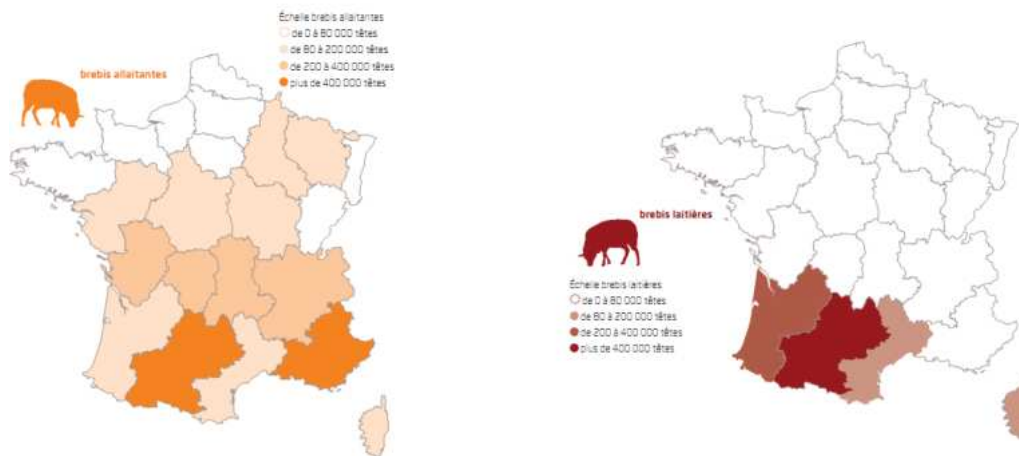 Échelle brebis allaitantes
de 0 à 80 000 têtes
de 80 à 200 000 têtes
de 200 à 400 000 têtes
plus de 400 000 têtes
brebis allaitantes
brebis laitières
Échelle brebis laitières
de 0 à 80 000 têtes
de 80 à 200 000 têtes
de 200 à 400 000 têtes
plus de 400 000 têtes